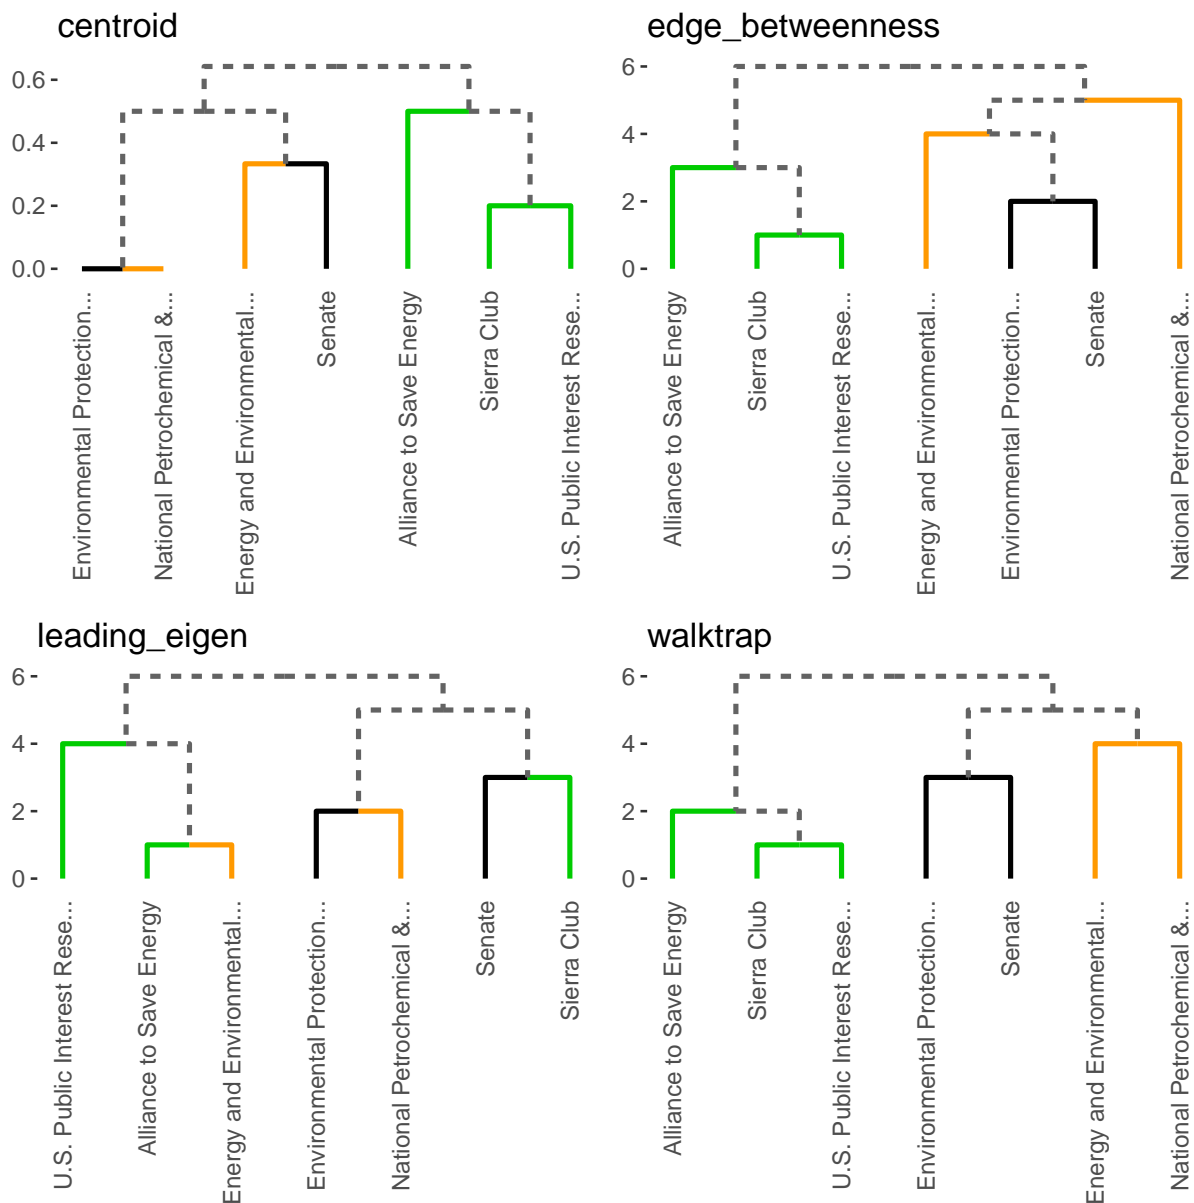 centroid
0.6
0.4
0.2
0.0
Environmental Protection...
National Petrochemical &...
Energy and Environmental...
Senate
Alliance to Save Energy
Sierra Club
U.S. Public Interest Rese...
edge_betweenness
6
4
2
0
Alliance to Save Energy
Sierra Club
U.S. Public Interest Rese...
Energy and Environmental...
Environmental Protection...
Senate
National Petrochemical &...
leading_eigen
6
4
2
0
U.S. Public Interest Rese...
Alliance to Save Energy
Energy and Environmental...
Environmental Protection...
National Petrochemical &...
Senate
Sierra Club
walktrap
6
4
2
0
Alliance to Save Energy
Sierra Club
U.S. Public Interest Rese...
Environmental Protection...
Senate
Energy and Environmental...
National Petrochemical &...